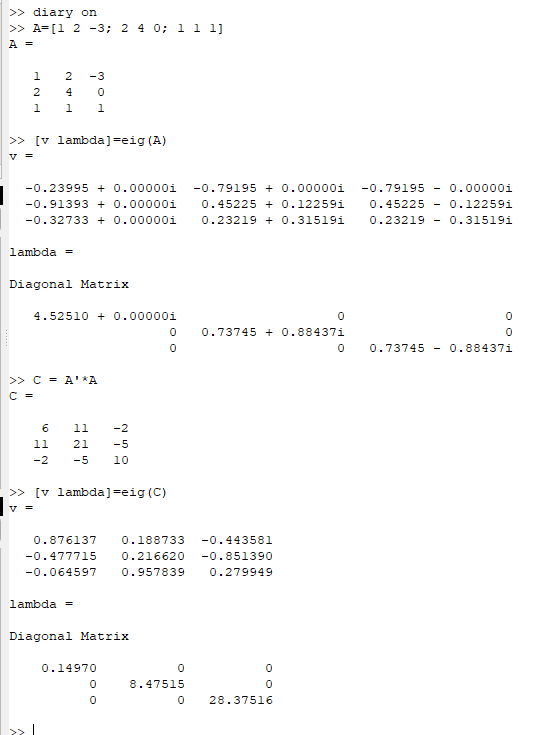 >> diary on
>> A=[1 2 -3; 2 4 0; 1 1 1]
A =
1 2 -3
2 4 0
1 1 1
>> [v lambda]=eig(A)
v =
-0.23995 + 0.00000i -0.79195 + 0.00000i -0.79195 - 0.00000i
-0.91393 + 0.00000i 0.45225 + 0.12259i 0.45225 - 0.12259i
-0.32733 + 0.00000i 0.23219 + 0.31519i 0.23219 - 0.31519i
lambda =
Diagonal Matrix
4.52510 + 0.00000i 0 0
0 0.73745 + 0.88437i 0
0 0 0.73745 - 0.88437i
>> C = A'*A
C =
6 11 -2
11 21 -5
-2 -5 10
>> [v lambda]=eig(C)
v =
0.876137 0.188733 -0.443581
-0.477715 0.216620 -0.851390
-0.064597 0.957839 0.279949
lambda =
Diagonal Matrix
0.14970 0 0
0 8.47515 0
0 0 28.37516
>>